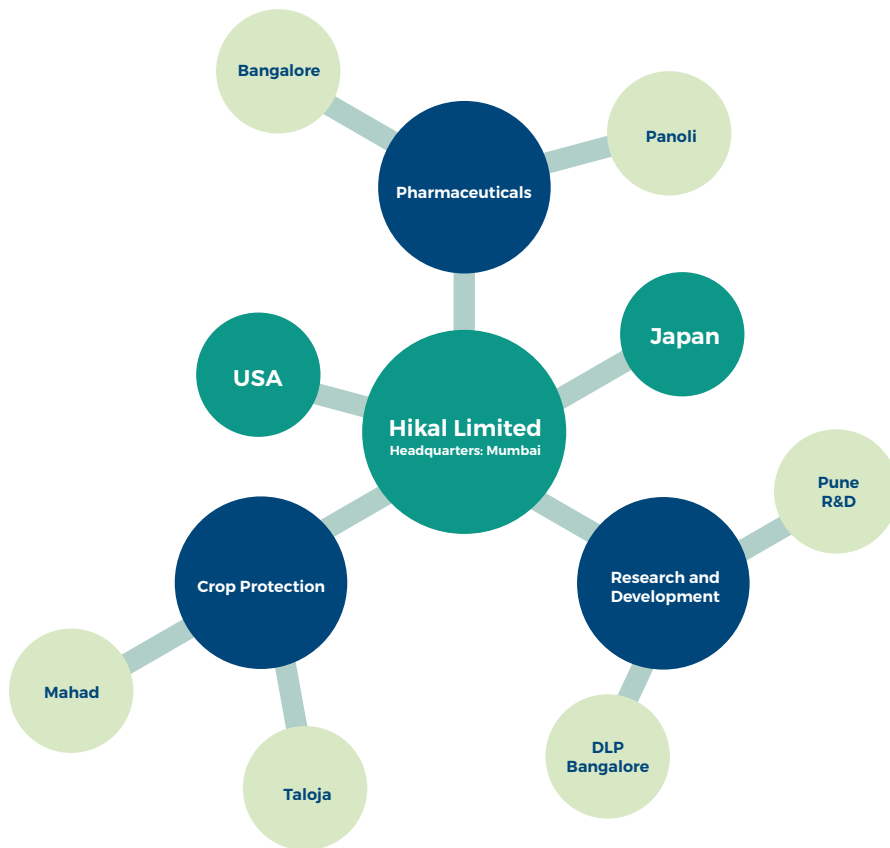 Bangalore
Panoli
Pharmaceuticals
Japan
USA
Hikal Limited
Headquarters: Mumbai
Pune
R&D
Research and
Development
Crop Protection
Mahad
DLP
Bangalore
Taloja